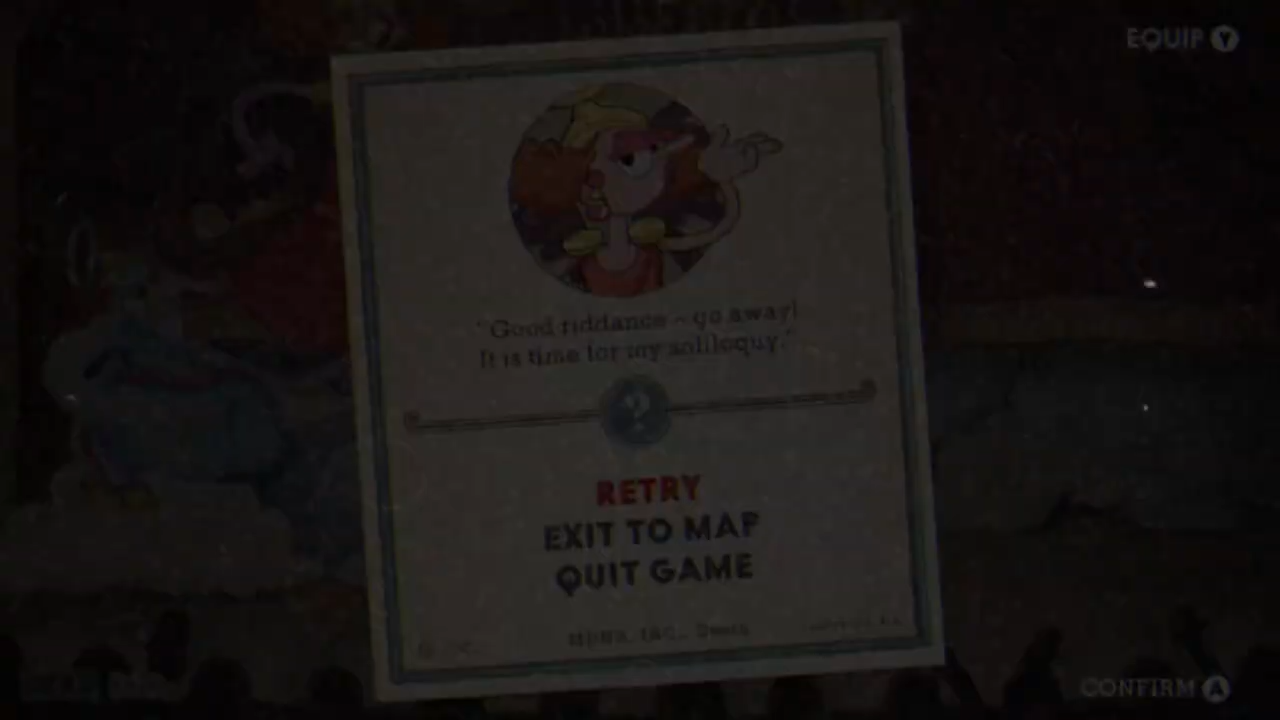 EQUIP Y
"Good riddance – go away!
It is time for my soliloquy."
?
RETRY
EXIT TO MAP
QUIT GAME
CONFIRM A